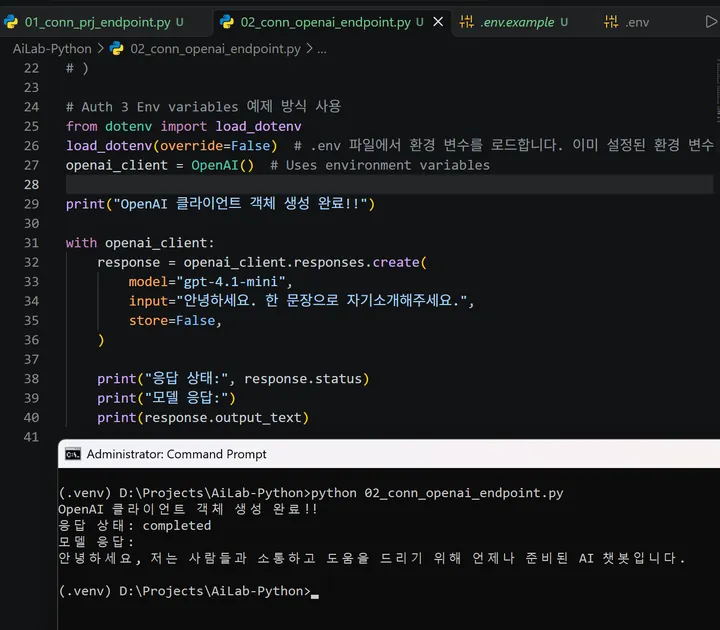 01_conn_prj_endpoint.py U
02_conn_openai_endpoint.py U
.env.example U
.env
AiLab-Python > 02_conn_openai_endpoint.py > ...
22 # )
23
24 # Auth 3 Env variables 예제 방식 사용
25 from dotenv import load_dotenv
26 load_dotenv(override=False)  # .env 파일에서 환경 변수를 로드합니다. 이미 설정된 환경 변수
27 openai_client = OpenAI()  # Uses environment variables
28
29 print("OpenAI 클라이언트 객체 생성 완료!!")
30
31 with openai_client:
32     response = openai_client.responses.create(
33         model="gpt-4.1-mini",
34         input="안녕하세요. 한 문장으로 자기소개해주세요.",
35         store=False,
36     )
37
38     print("응답 상태:", response.status)
39     print("모델 응답:")
40     print(response.output_text)
41
Administrator: Command Prompt
(.venv) D:\Projects\AiLab-Python>python 02_conn_openai_endpoint.py
OpenAI 클라이언트 객체 생성 완료!!
응답 상태: completed
모델 응답:
안녕하세요, 저는 사람들과 소통하고 도움을 드리기 위해 언제나 준비된 AI 챗봇입니다.
(.venv) D:\Projects\AiLab-Python>